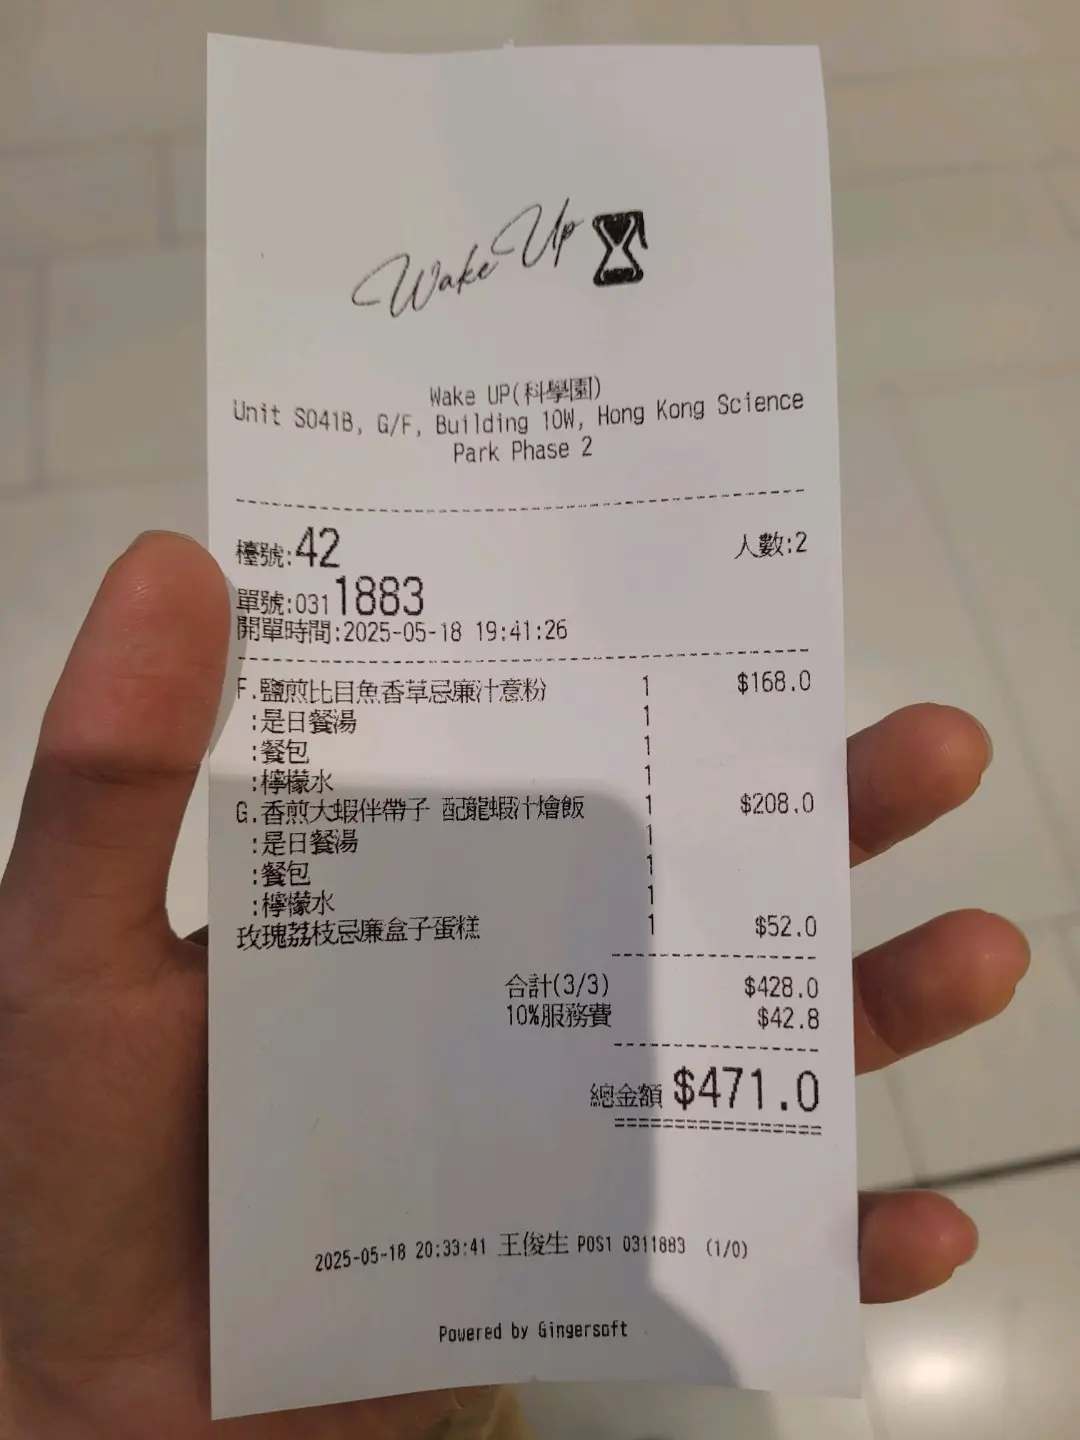 Wake Up
Wake UP(科學園)
Unit S041B, G/F, Building 10W, Hong Kong Science
Park Phase 2
檯號:42 人數:2
單號:0311883
開單時間:2025-05-18 19:41:26
F.鹽煎比目魚香草忌廉汁意粉 1 $168.0
:是日餐湯 1
:餐包 1
:檸檬水 1
G.香煎大蝦伴帶子 配龍蝦汁燴飯 1 $208.0
:是日餐湯 1
:餐包 1
:檸檬水 1
玫瑰荔枝忌廉盒子蛋糕 1 $52.0
合計(3/3) $428.0
10%服務費 $42.8
總金額 $471.0
2025-05-18 20:33:41 王俊生 POS1 0311883 (1/0)
Powered by Gingersoft